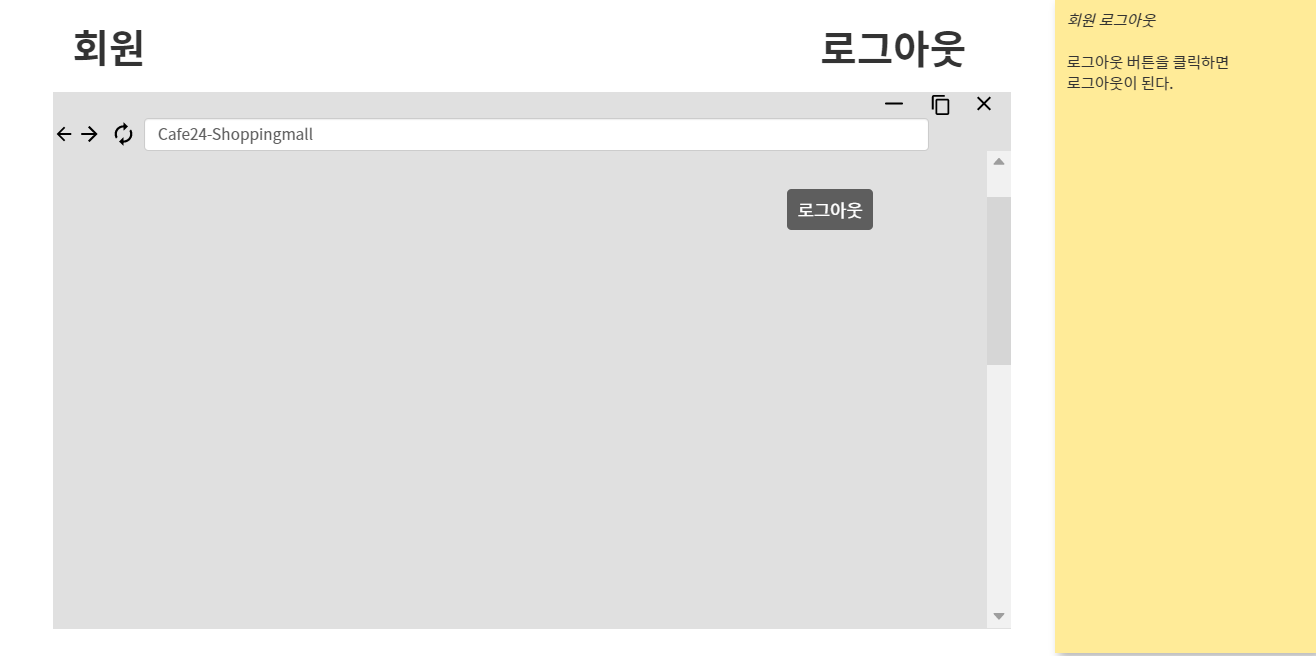 회원
로그아웃
Cafe24-Shoppingmall
로그아웃
회원 로그아웃
로그아웃 버튼을 클릭하면
로그아웃이 된다.